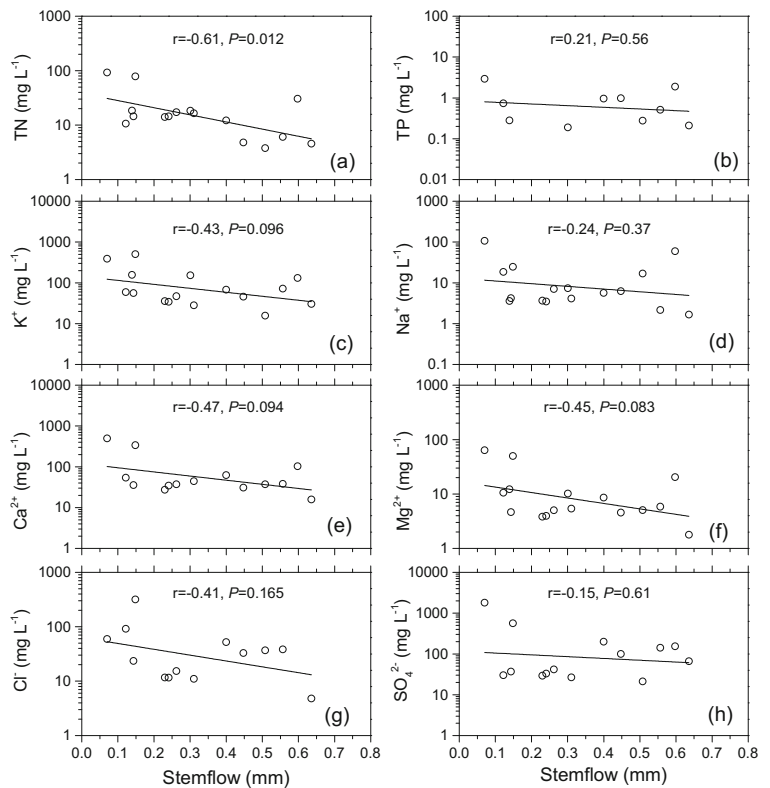 1000
100
10
1
TN (mg L-1)
r=-0.61, P=0.012
(a)
100
10
1
0.1
0.01
TP (mg L-1)
r=0.21, P=0.56
(b)
10000
1000
100
10
1
K+ (mg L-1)
r=-0.43, P=0.096
(c)
1000
100
10
1
0.1
Na+ (mg L-1)
r=-0.24, P=0.37
(d)
10000
1000
100
10
1
Ca2+ (mg L-1)
r=-0.47, P=0.094
(e)
1000
100
10
1
Mg2+ (mg L-1)
r=-0.45, P=0.083
(f)
1000
100
10
1
Cl- (mg L-1)
r=-0.41, P=0.165
(g)
0.0 0.1 0.2 0.3 0.4 0.5 0.6 0.7 0.8
Stemflow (mm)
10000
1000
100
10
1
SO4 2- (mg L-1)
r=-0.15, P=0.61
(h)
0.0 0.1 0.2 0.3 0.4 0.5 0.6 0.7 0.8
Stemflow (mm)